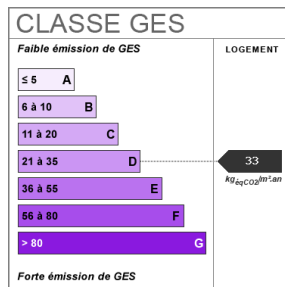 CLASSE GES
Faible émission de GES
LOGEMENT
≤ 5 A
6 à 10 B
11 à 20 C
21 à 35 D
33
kgéqCO2/m².an
36 à 55 E
56 à 80 F
> 80 G
Forte émission de GES